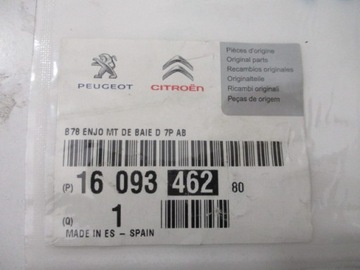 PEUGEOT
CITROËN
Pièces d'origine
Original parts
Recambios originales
Originalteile
Ricambi originali
Peças de origem
B78 ENJO MT DE BAIE D 7P AB
(P) 16 093 462 80
(Q) 1
MADE IN ES - SPAIN